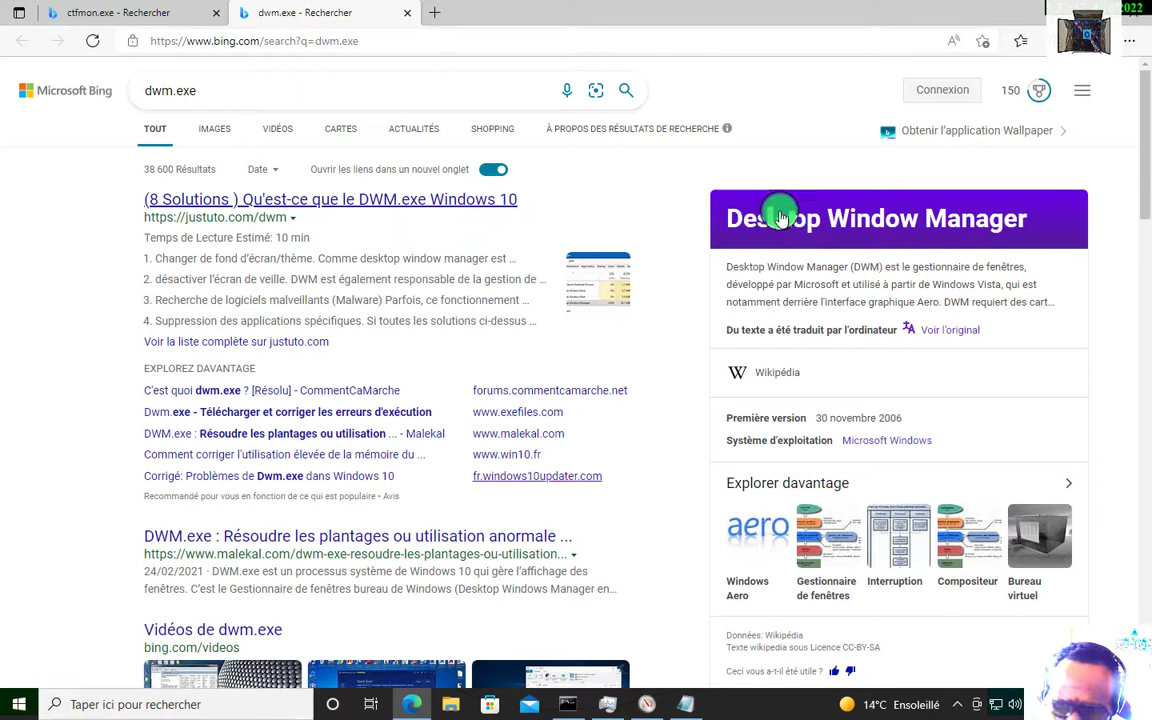 2022
ctfmon.exe - Rechercher
dwm.exe - Rechercher
https://www.bing.com/search?q=dwm.exe
Microsoft Bing
dwm.exe
Connexion
150
TOUT
IMAGES
VIDÉOS
CARTES
ACTUALITÉS
SHOPPING
À PROPOS DES RÉSULTATS DE RECHERCHE
Obtenir l'application Wallpaper
38 600 Résultats
Date
Ouvrir les liens dans un nouvel onglet
(8 Solutions ) Qu'est-ce que le DWM.exe Windows 10
https://justuto.com/dwm
Temps de Lecture Estimé: 10 min
1. Changer de fond d'écran/thème. Comme desktop window manager est ...
2. désactiver l'écran de veille. DWM est également responsable de la gestion de ...
3. Recherche de logiciels malveillants (Malware) Parfois, ce fonctionnement ...
4. Suppression des applications spécifiques. Si toutes les solutions ci-dessus ...
Voir la liste complète sur justuto.com
EXPLOREZ DAVANTAGE
C'est quoi dwm.exe ? [Résolu] - CommentCaMarche
forums.commentcamarche.net
Dwm.exe - Télécharger et corriger les erreurs d'exécution
www.exefiles.com
DWM.exe : Résoudre les plantages ou utilisation ... - Malekal
www.malekal.com
Comment corriger l'utilisation élevée de la mémoire du ...
www.win10.fr
Corrigé: Problèmes de Dwm.exe dans Windows 10
fr.windows10updater.com
Recommandé pour vous en fonction de ce qui est populaire • Avis
DWM.exe : Résoudre les plantages ou utilisation anormale ...
https://www.malekal.com/dwm-exe-resoudre-les-plantages-ou-utilisation...
24/02/2021 · DWM.exe est un processus système de Windows 10 qui gère l'affichage des
fenêtres. C'est le Gestionnaire de fenêtres bureau de Windows (Desktop Windows Manager en...
Vidéos de dwm.exe
bing.com/videos
Desktop Window Manager
Desktop Window Manager (DWM) est le gestionnaire de fenêtres,
développé par Microsoft et utilisé à partir de Windows Vista, qui est
notamment derrière l'interface graphique Aero. DWM requiert des cart...
Du texte a été traduit par l'ordinateur
Voir l'original
Wikipédia
Première version 30 novembre 2006
Système d'exploitation Microsoft Windows
Explorer davantage
aero
Windows
Aero
Gestionnaire
de fenêtres
Interruption
Compositeur
Bureau
virtuel
Données: Wikipédia
Texte wikipedia sous Licence CC-BY-SA
Ceci vous a-t-il été utile ?
Taper ici pour rechercher
14°C Ensoleillé